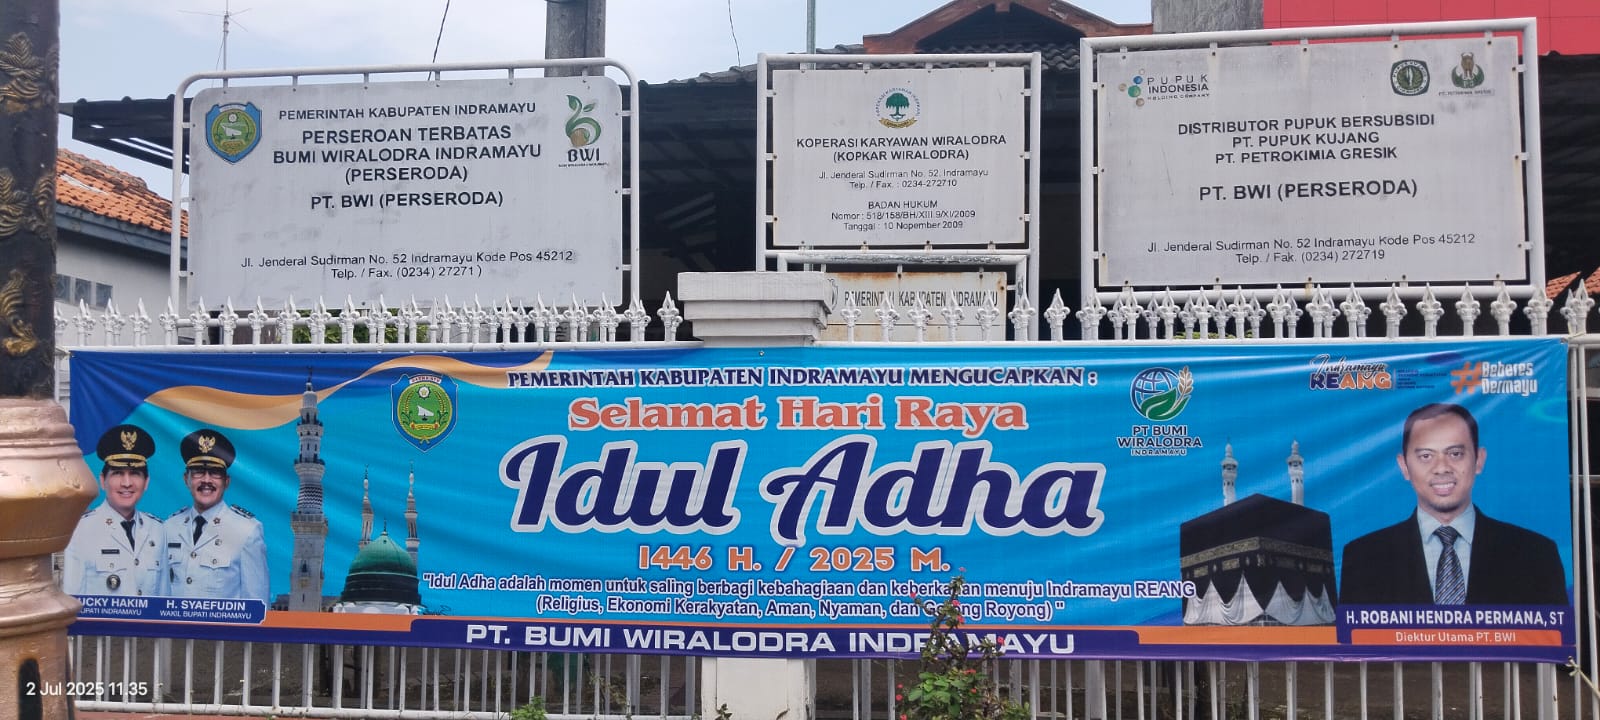 PEMERINTAH KABUPATEN INDRAMAYU
PERSEROAN TERBATAS
BUMI WIRALODRA INDRAMAYU
(PERSERODA)
PT. BWI (PERSERODA)
BWI
Jl. Jenderal Sudirman No. 52 Indramayu Kode Pos 45212
Telp. / Fax. (0234) 27271 )
KOPERASI KARYAWAN WIRALODRA
(KOPKAR WIRALODRA)
Jl. Jenderal Sudirman No. 52. Indramayu
Telp. / Fax. : 0234-272710
BADAN HUKUM
Nomor : 518/158/BH/XIII.9/XI/2009
Tanggal : 10 Nopember 2009
PEMERINTAH KABUPATEN INDRAMAYU
PUPUK
INDONESIA
HOLDING COMPANY
PT. PETROKIMIA GRESIK
DISTRIBUTOR PUPUK BERSUBSIDI
PT. PUPUK KUJANG
PT. PETROKIMIA GRESIK
PT. BWI (PERSERODA)
Jl. Jenderal Sudirman No. 52 Indramayu Kode Pos 45212
Telp. / Fak. (0234) 272719
PEMERINTAH KABUPATEN INDRAMAYU MENGUCAPKAN :
Selamat Hari Raya
Idul Adha
1446 H. / 2025 M.
"Idul Adha adalah momen untuk saling berbagi kebahagiaan dan keberkahan menuju Indramayu REANG
(Religius, Ekonomi Kerakyatan, Aman, Nyaman, dan Gotong Royong) "
PT. BUMI WIRALODRA INDRAMAYU
PT BUMI
WIRALODRA
INDRAMAYU
Indramayu
REANG
#Beberes
Dermayu
UCKY HAKIM
UPATI INDRAMAYU
H. SYAEFUDIN
WAKIL BUPATI INDRAMAYU
H. ROBANI HENDRA PERMANA, ST
Diektur Utama PT. BWI
2 Jul 2025 11.35